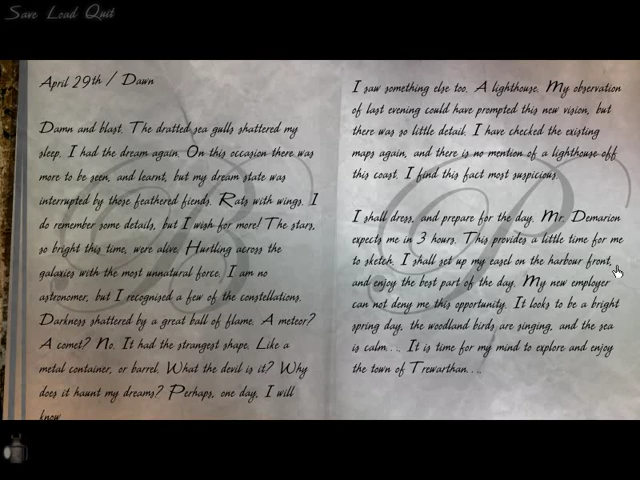 Save Load Quit
April 29th / Dawn
Damn and blast. The dratted sea gulls shattered my
sleep. I had the dream again. On this occasion there was
more to be seen, and learnt, but my dream state was
interrupted by those feathered fiends. Rats with wings. I
do remember some details, but I wish for more! The stars,
so bright this time, were alive. Hurtling across the
galaxies with the most unnatural force. I am no
astronomer, but I recognised a few of the constellations.
Darkness shattered by a great ball of flame. A meteor?
A comet? No. It had the strangest shape. Like a
metal container, or barrel. What the devil is it? Why
does it haunt my dreams? Perhaps, one day, I will
know.
I saw something else too. A lighthouse. My observation
of last evening could have prompted this new vision, but
there was so little detail. I have checked the existing
maps again, and there is no mention of a lighthouse off
this coast. I find this fact most suspicious.
I shall dress, and prepare for the day. Mr. Demarion
expects me in 3 hours. This provides a little time for me
to sketch. I shall set up my easel on the harbour front,
and enjoy the best part of the day. My new employer
can not deny me this opportunity. It looks to be a bright
spring day, the woodland birds are singing, and the sea
is calm.... It is time for my mind to explore and enjoy
the town of Trewarthan....